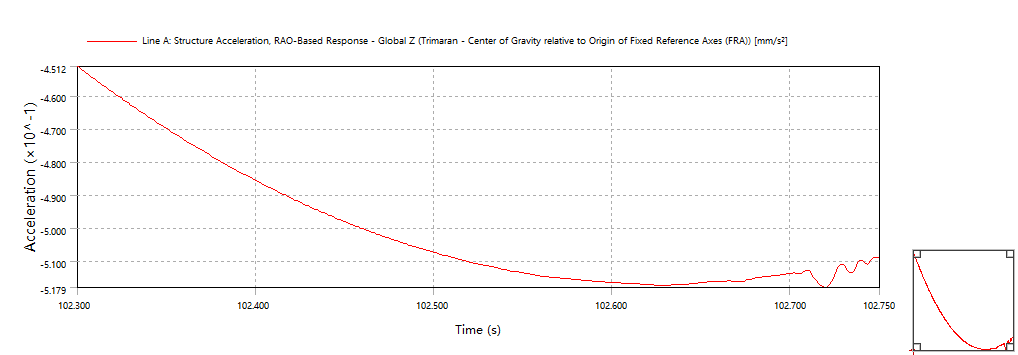 Line A: Structure Acceleration, RAO-Based Response - Global Z (Trimaran - Center of Gravity relative to Origin of Fixed Reference Axes (FRA)) [mm/s²]
Acceleration (×10^-1)
-4.512
-4.600
-4.700
-4.800
-4.900
-5.000
-5.100
-5.179
102.300 102.400 102.500 102.600 102.700 102.750
Time (s)